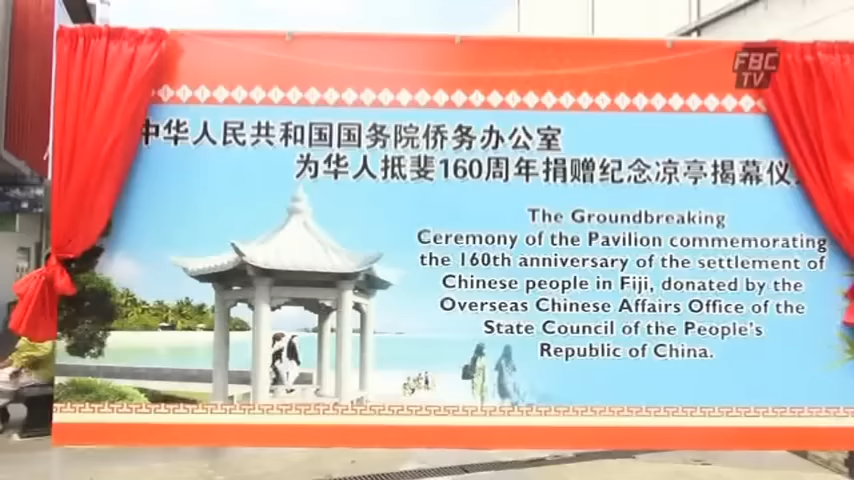 FBC
TV
中华人民共和国国务院侨务办公室
为华人抵斐160周年捐赠纪念凉亭揭幕仪
The Groundbreaking
Ceremony of the Pavilion commemorating
the 160th anniversary of the settlement of
Chinese people in Fiji, donated by the
Overseas Chinese Affairs Office of the
State Council of the People's
Republic of China.